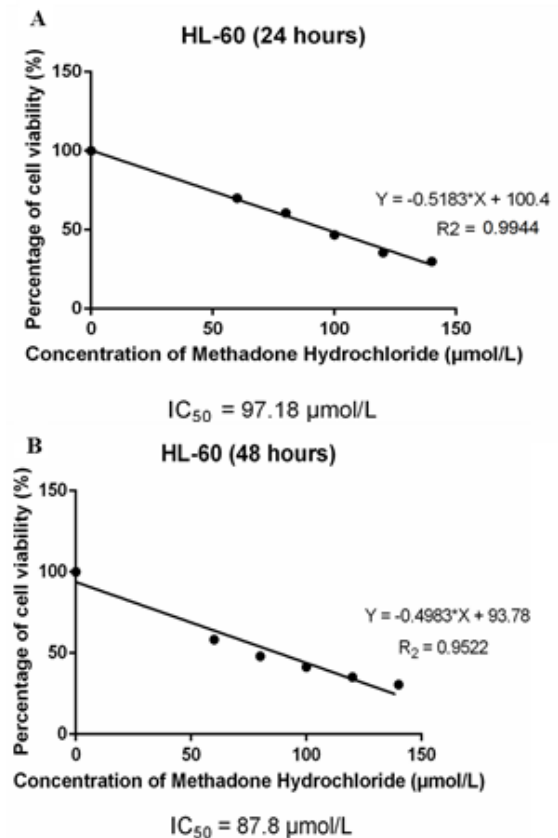 A
HL-60 (24 hours)
Percentage of cell viability (%)
150
100
50
0
Y = -0.5183*X + 100.4
R2 = 0.9944
0 50 100 150
Concentration of Methadone Hydrochloride (µmol/L)
IC₅₀ = 97.18 µmol/L
B
HL-60 (48 hours)
Percentage of cell viability (%)
150
100
50
0
Y = -0.4983*X + 93.78
R₂ = 0.9522
0 50 100 150
Concentration of Methadone Hydrochloride (µmol/L)
IC₅₀ = 87.8 µmol/L